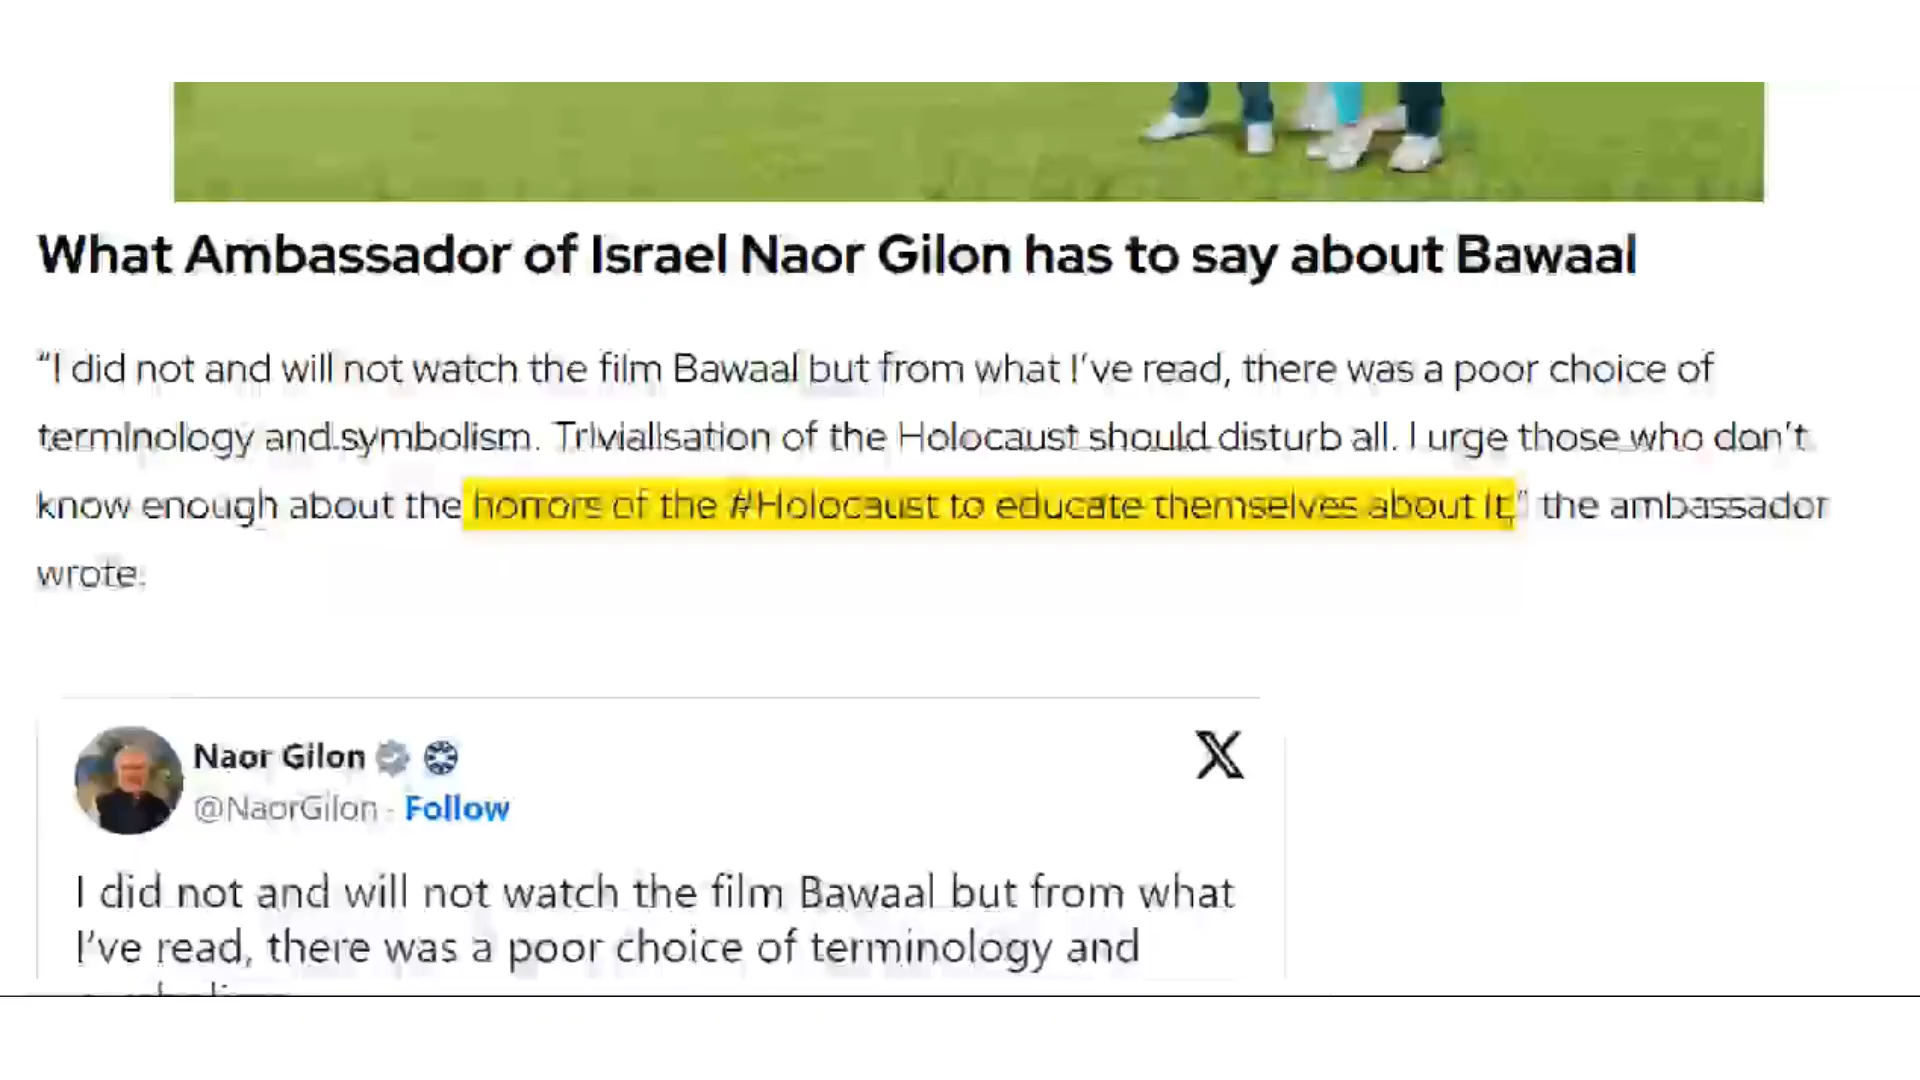 What Ambassador of Israel Naor Gilon has to say about Bawaal
“I did not and will not watch the film Bawaal but from what I’ve read, there was a poor choice of
terminology and symbolism. Trivialisation of the Holocaust should disturb all. I urge those who don’t
know enough about the horrors of the #Holocaust to educate themselves about it,” the ambassador
wrote.
Naor Gilon
X
@NaorGilon · Follow
I did not and will not watch the film Bawaal but from what
I’ve read, there was a poor choice of terminology and